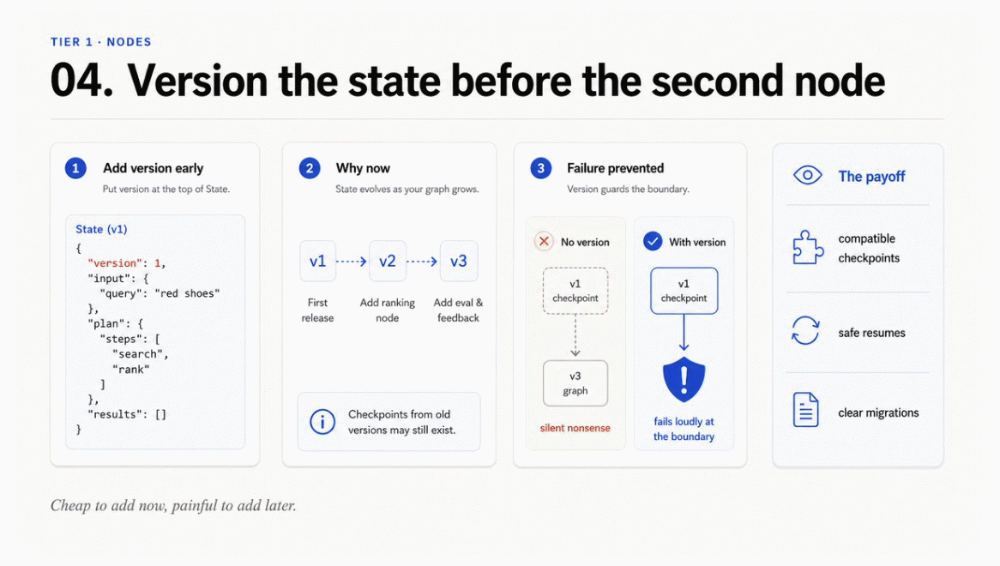 TIER 1 · NODES
04. Version the state before the second node
1
Add version early
Put version at the top of State.
State (v1)
{
  "version": 1,
  "input": {
    "query": "red shoes"
  },
  "plan": {
    "steps": [
      "search",
      "rank"
    ]
  },
  "results": []
}
2
Why now
State evolves as your graph grows.
v1
v2
v3
First
release
Add ranking
node
Add eval &
feedback
Checkpoints from old
versions may still exist.
3
Failure prevented
Version guards the boundary.
No version
v1
checkpoint
v3
graph
silent nonsense
With version
v1
checkpoint
fails loudly at
the boundary
The payoff
compatible
checkpoints
safe resumes
clear migrations
Cheap to add now, painful to add later.